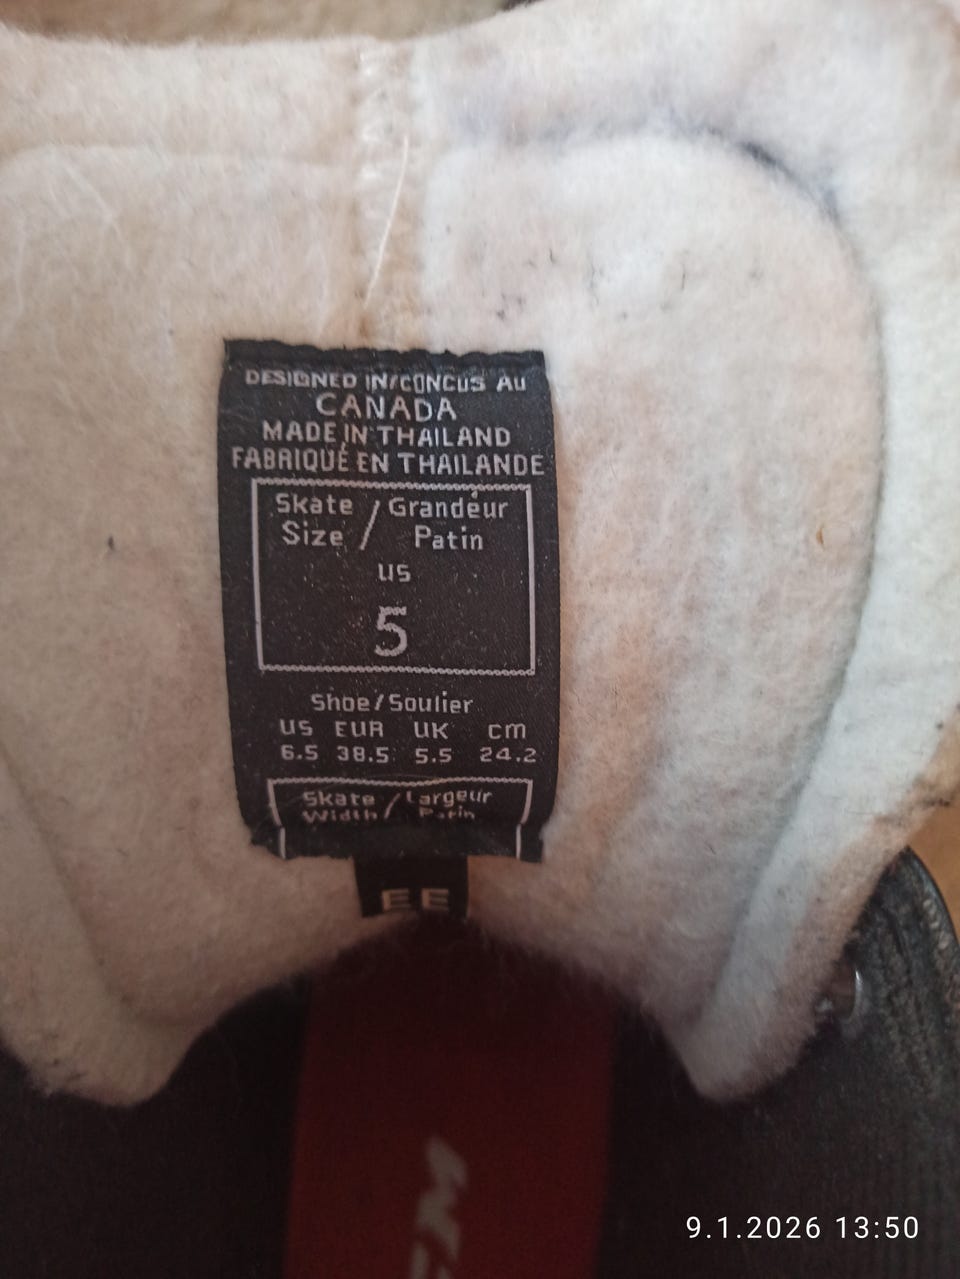 DESIGNED IN/CONCUS AU
CANADA
MADE IN THAILAND
FABRIQUÉ EN THAILANDE
Skate / Grandeur
Size / Patin
US
5
Shoe/Soulier
US EUR UK cm
6.5 38.5 5.5 24.2
Skate / Largeur
Width / Patin
EE
9.1.2026 13:50